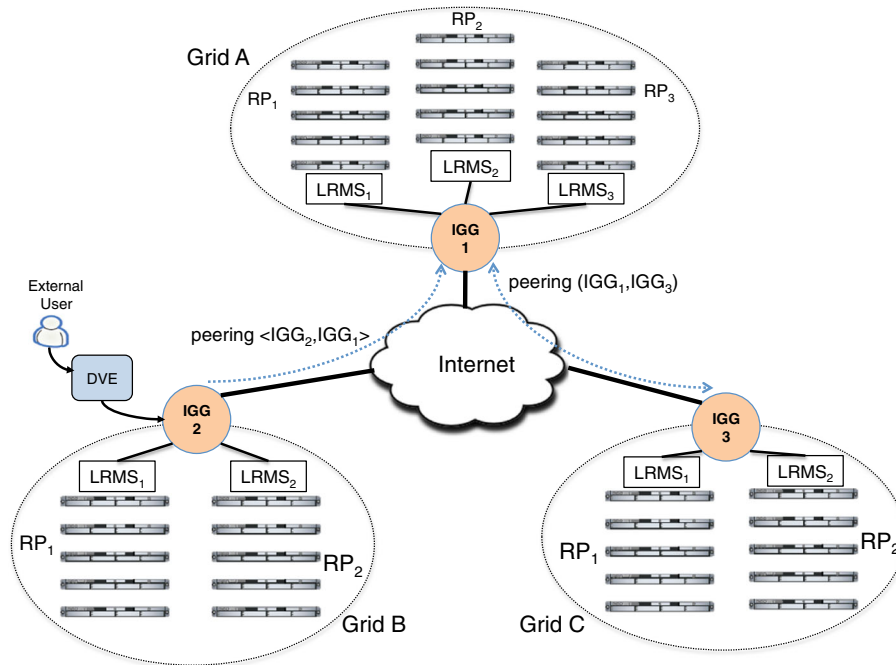 RP₂
Grid A
RP₁
RP₃
LRMS₁
LRMS₂
LRMS₃
IGG
1
External
User
peering (IGG₁,IGG₃)
peering <IGG₂,IGG₁>
Internet
DVE
IGG
2
IGG
3
LRMS₁
LRMS₂
LRMS₁
LRMS₂
RP₁
RP₂
RP₁
RP₂
Grid B
Grid C